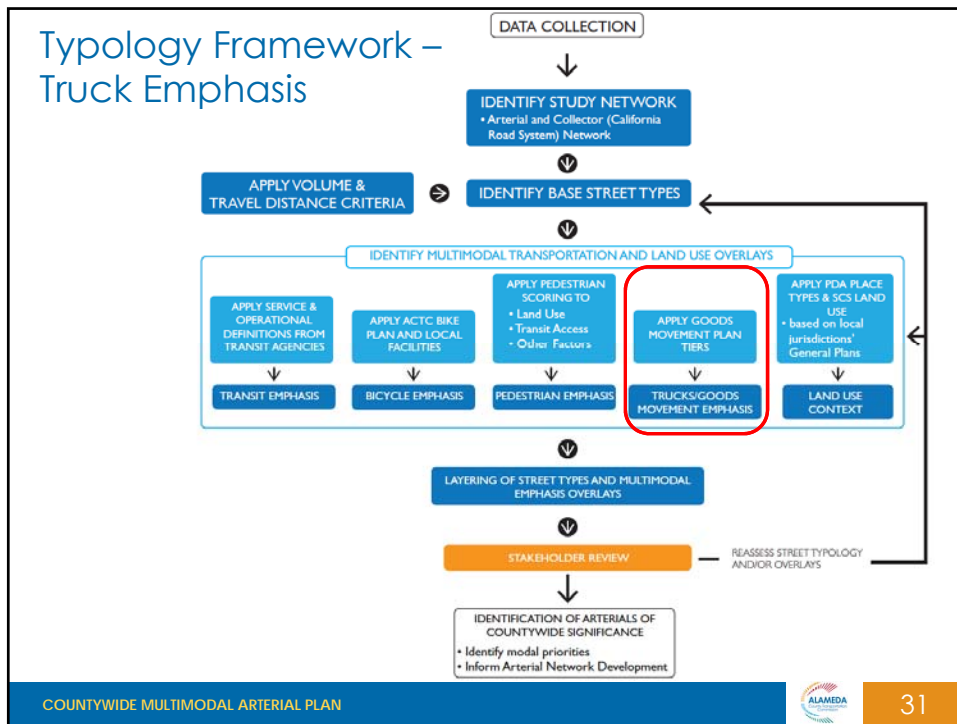 Typology Framework –
Truck Emphasis
DATA COLLECTION
IDENTIFY STUDY NETWORK
• Arterial and Collector (California
Road System) Network
APPLY VOLUME &
TRAVEL DISTANCE CRITERIA
IDENTIFY BASE STREET TYPES
IDENTIFY MULTIMODAL TRANSPORTATION AND LAND USE OVERLAYS
APPLY SERVICE &
OPERATIONAL
DEFINITIONS FROM
TRANSIT AGENCIES
TRANSIT EMPHASIS
APPLY ACTC BIKE
PLAN AND LOCAL
FACILITIES
BICYCLE EMPHASIS
APPLY PEDESTRIAN
SCORING TO
• Land Use
• Transit Access
• Other Factors
PEDESTRIAN EMPHASIS
APPLY GOODS
MOVEMENT PLAN
TIERS
TRUCKS/GOODS
MOVEMENT EMPHASIS
APPLY PDA PLACE
TYPES & SCS LAND
USE
• based on local
jurisdictions'
General Plans
LAND USE
CONTEXT
LAYERING OF STREET TYPES AND MULTIMODAL
EMPHASIS OVERLAYS
STAKEHOLDER REVIEW
REASSESS STREET TYPOLOGY
AND/OR OVERLAYS
IDENTIFICATION OF ARTERIALS OF
COUNTYWIDE SIGNIFICANCE
• Identify modal priorities
• Inform Arterial Network Development
COUNTYWIDE MULTIMODAL ARTERIAL PLAN
ALAMEDA
31